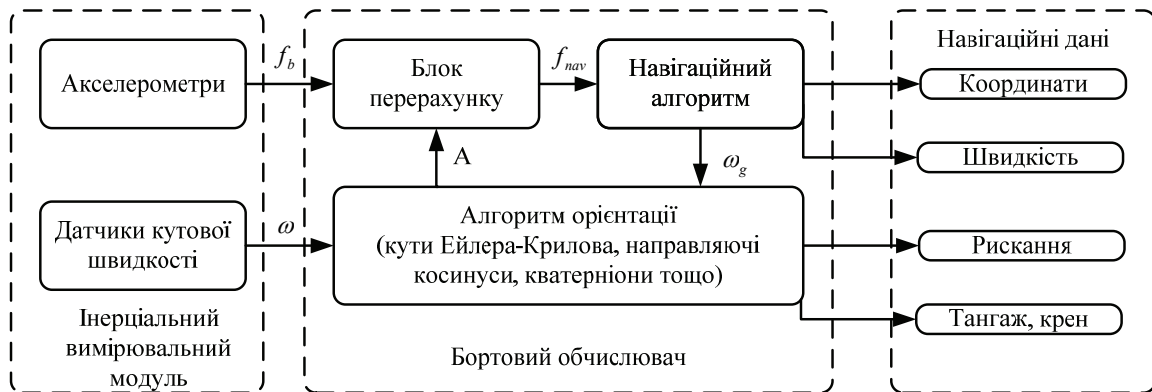 Акселерометри
f_b
Блок
перерахунку
f_nav
Навігаційний
алгоритм
Навігаційні дані
Координати
Швидкість
A
ω_g
Датчики кутової
швидкості
ω
Алгоритм орієнтації
(кути Ейлера-Крилова, направляючі
косинуси, кватерніони тощо)
Рискання
Тангаж, крен
Інерціальний
вимірювальний
модуль
Бортовий обчислювач